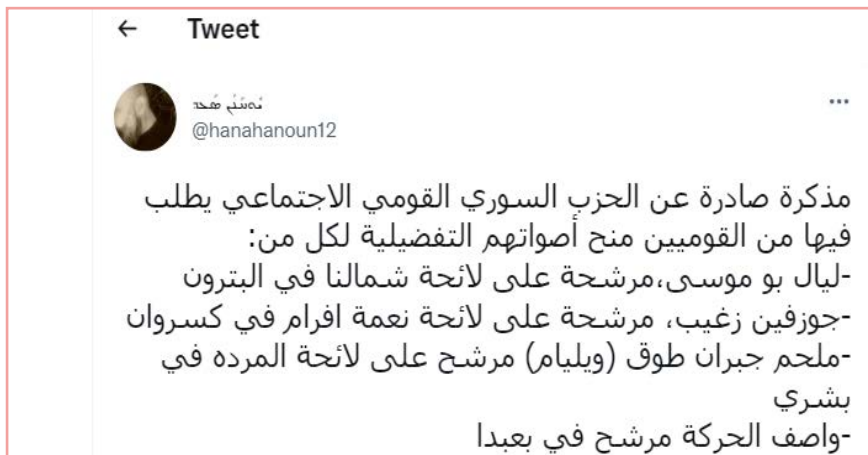 ← Tweet
@hanahanoun12
مذكرة صادرة عن الحزب السوري القومي الاجتماعي يطلب
فيها من القوميين منح أصواتهم التفضيلية لكل من:
-ليال بو موسى،مرشحة على لائحة شمالنا في البترون
-جوزفين زغيب، مرشحة على لائحة نعمة افرام في كسروان
-ملحم جبران طوق (ويليام) مرشح على لائحة المرده في
بشري
-واصف الحركة مرشح في بعبدا